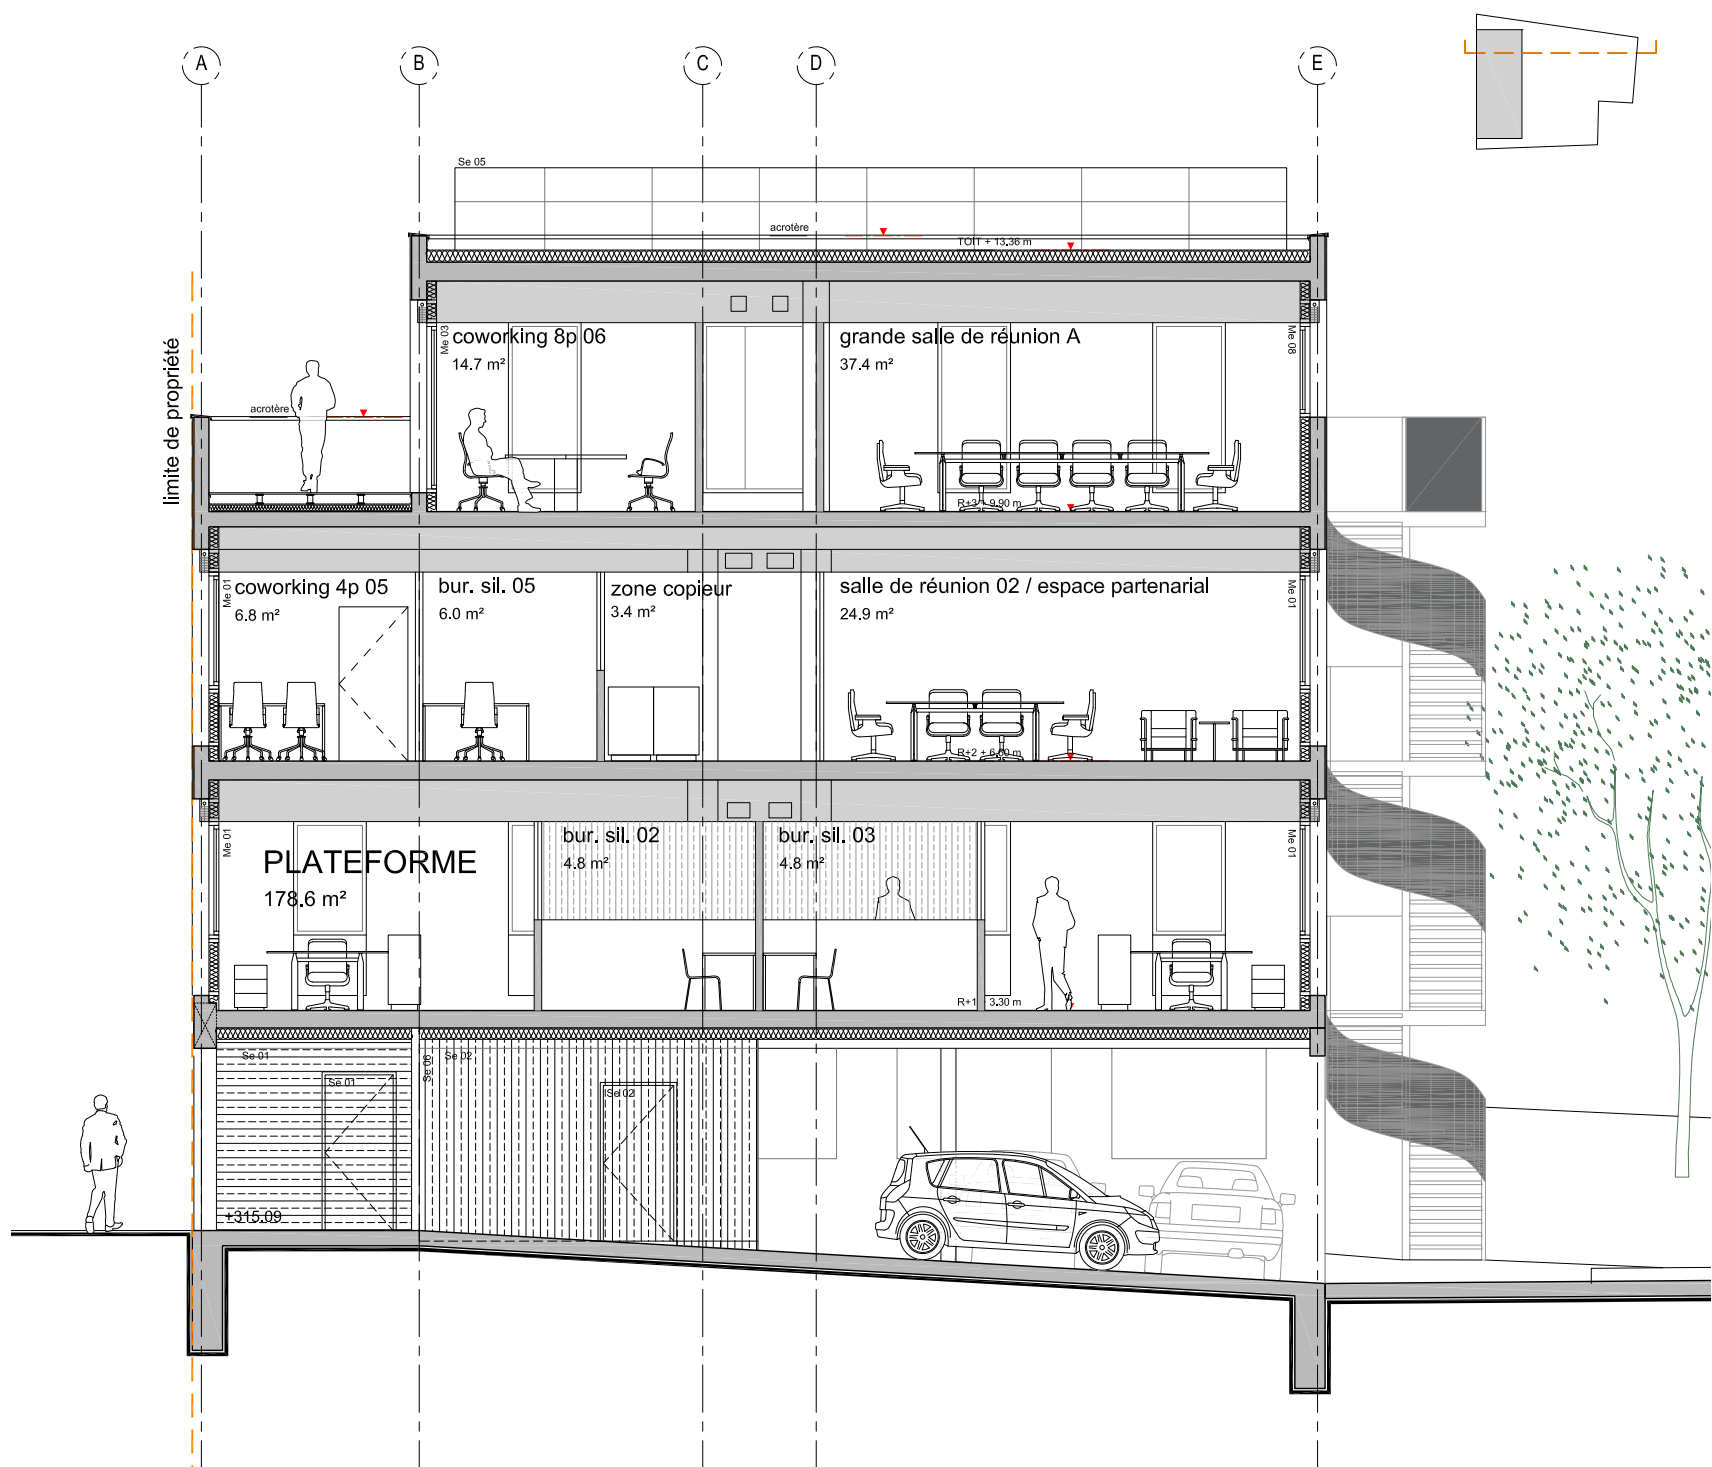 A
B
C
D
E
Se 05
acrotère
TOIT + 13.36 m
limite de propriété
Me 03
coworking 8p 06
14.7 m²
grande salle de réunion A
37.4 m²
Me 08
acrotère
R+3 + 9.90 m
Me 01
coworking 4p 05
6.8 m²
bur. sil. 05
6.0 m²
zone copieur
3.4 m²
salle de réunion 02 / espace partenarial
24.9 m²
Me 01
R+2 + 6.60 m
Me 01
PLATEFORME
178.6 m²
bur. sil. 02
4.8 m²
bur. sil. 03
4.8 m²
Me 01
R+1 + 3.30 m
Se 01
Se 01
Se 06
Se 02
Se 02
+315.09